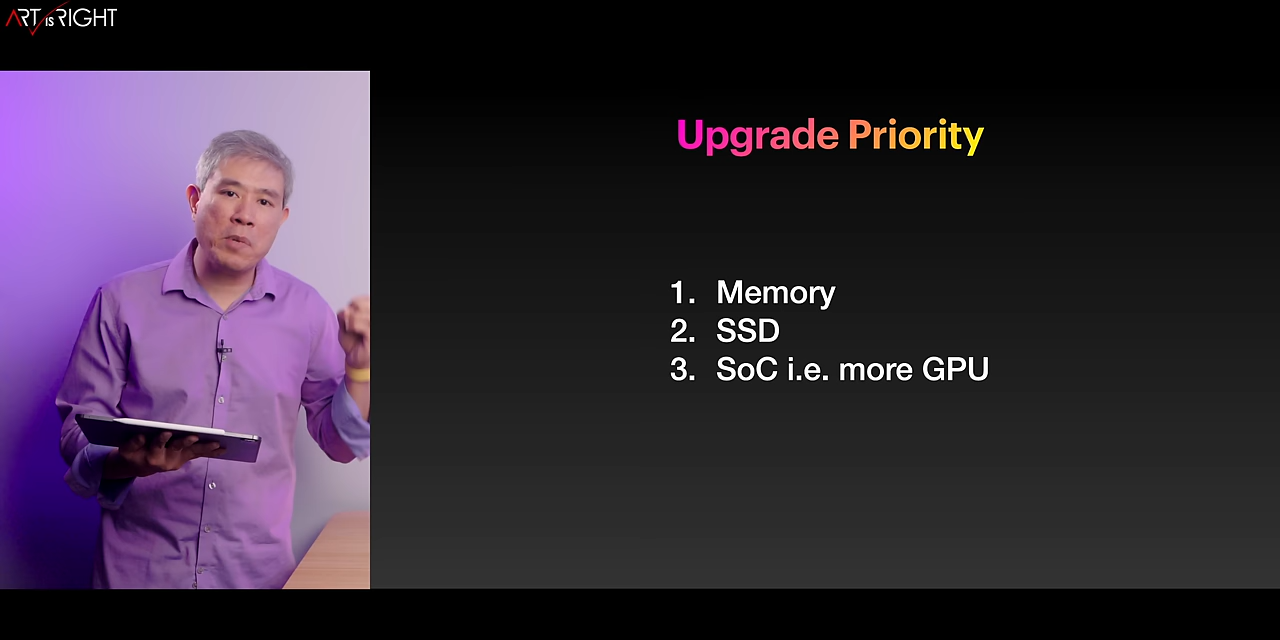 ART IS RIGHT
Upgrade Priority
1. Memory
2. SSD
3. SoC i.e. more GPU